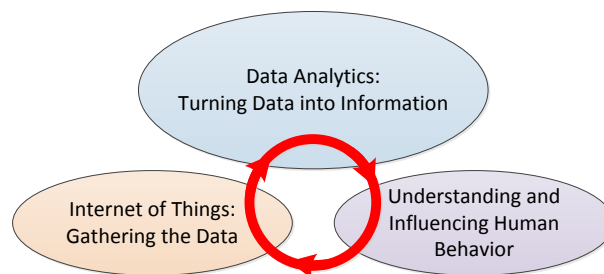 Data Analytics:
Turning Data into Information
Internet of Things:
Gathering the Data
Understanding and
Influencing Human
Behavior